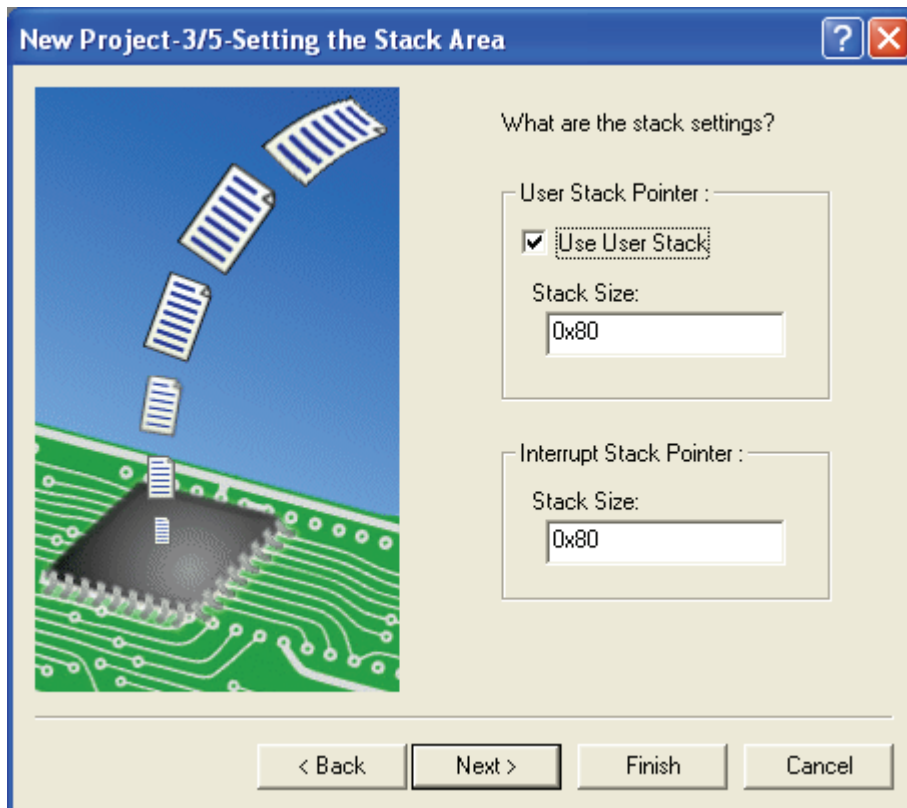 New Project-3/5-Setting the Stack Area
What are the stack settings?
User Stack Pointer :
Use User Stack
Stack Size:
0x80
Interrupt Stack Pointer :
Stack Size:
0x80
< Back
Next >
Finish
Cancel